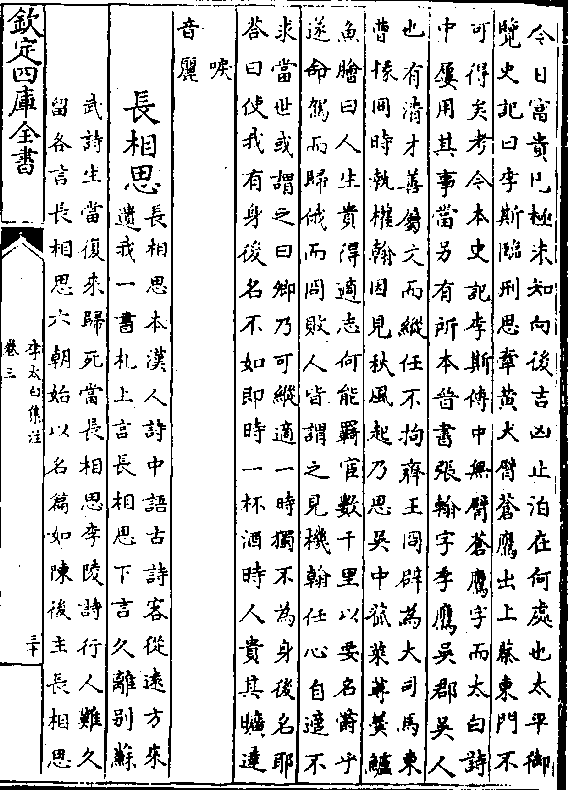 今日富貴已極未知向後吉凶止泊在何處也太平御
覽史記曰李斯臨刑思牽黄犬臂蒼鷹出上蔡東門不
可得矣考今本史記李斯傳中無臂蒼鷹字而太白詩
中屢用其事當另有所本晉書張翰字季鷹吳郡吳人
也有清才善屬文而縱任不拘齊王冏辟為大司馬東
曹掾冏時執權翰因見秋風起乃思吳中菰菜蓴羮鱸
魚膾曰人生貴得適志何能羈宦數千里以要名爵乎
遂命駕而歸俄而冏敗人皆謂之見機翰任心自適不
求當世或謂之曰卿乃可縱適一時獨不為身後名耶
荅曰使我有身後名不如即時一杯酒時人貴其曠達
唳
音麗
長相思
長相思本漢人詩中語古詩客從遠方來
遺我一書札上言長相思下言久離别蘇
武詩生當復來歸死當長相思李陵詩行人難久
留各言長相思六朝始以名篇如陳後主長相思
欽定四庫全書
李太白集注
卷三
三十